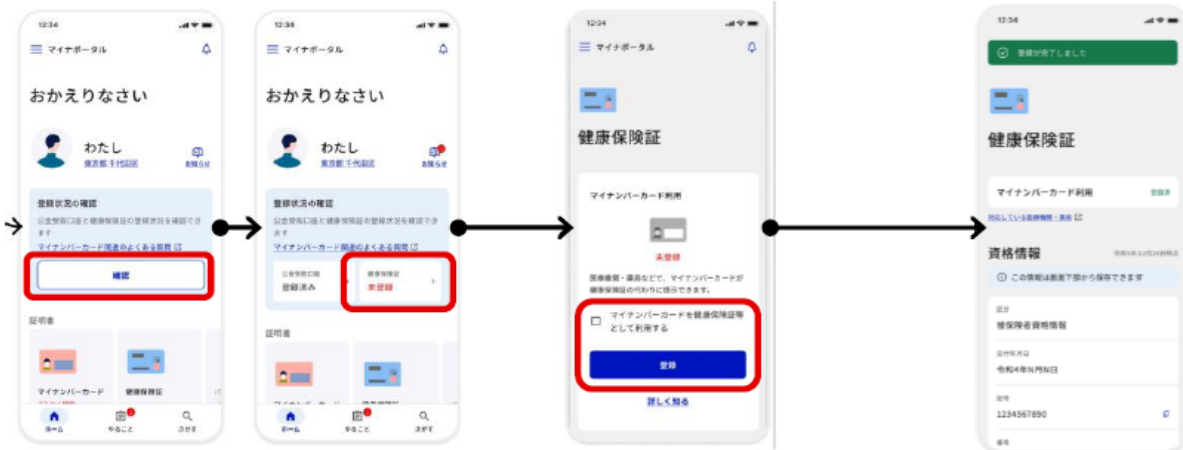 12:34
マイナポータル
おかえりなさい
わたし
東京都 千代田区
お知らせ
登録状況の確認
公金受取口座と健康保険証の登録状況を確認でき
ます
マイナンバーカード関連のよくある質問
確認
証明書
マイナンバーカード
健康保険証
ホーム
やること
さがす
12:34
マイナポータル
おかえりなさい
わたし
東京都 千代田区
お知らせ
登録状況の確認
公金受取口座と健康保険証の登録状況を確認でき
ます
マイナンバーカード関連のよくある質問
公金受取口座
登録済み
健康保険証
未登録
証明書
ホーム
やること
さがす
12:34
マイナポータル
健康保険証
マイナンバーカード利用
未登録
医療機関・薬局などで、マイナンバーカードが
健康保険証の代わりに提示できます。
マイナンバーカードを健康保険証等
として利用する
登録
詳しく知る
12:34
登録が完了しました
健康保険証
マイナンバーカード利用
登録済
対応している医療機関・薬局
資格情報
この情報は画面下部から保存できます
区分
被保険者資格情報
交付年月日
令和4年N月N日
記号
1234567890
番号